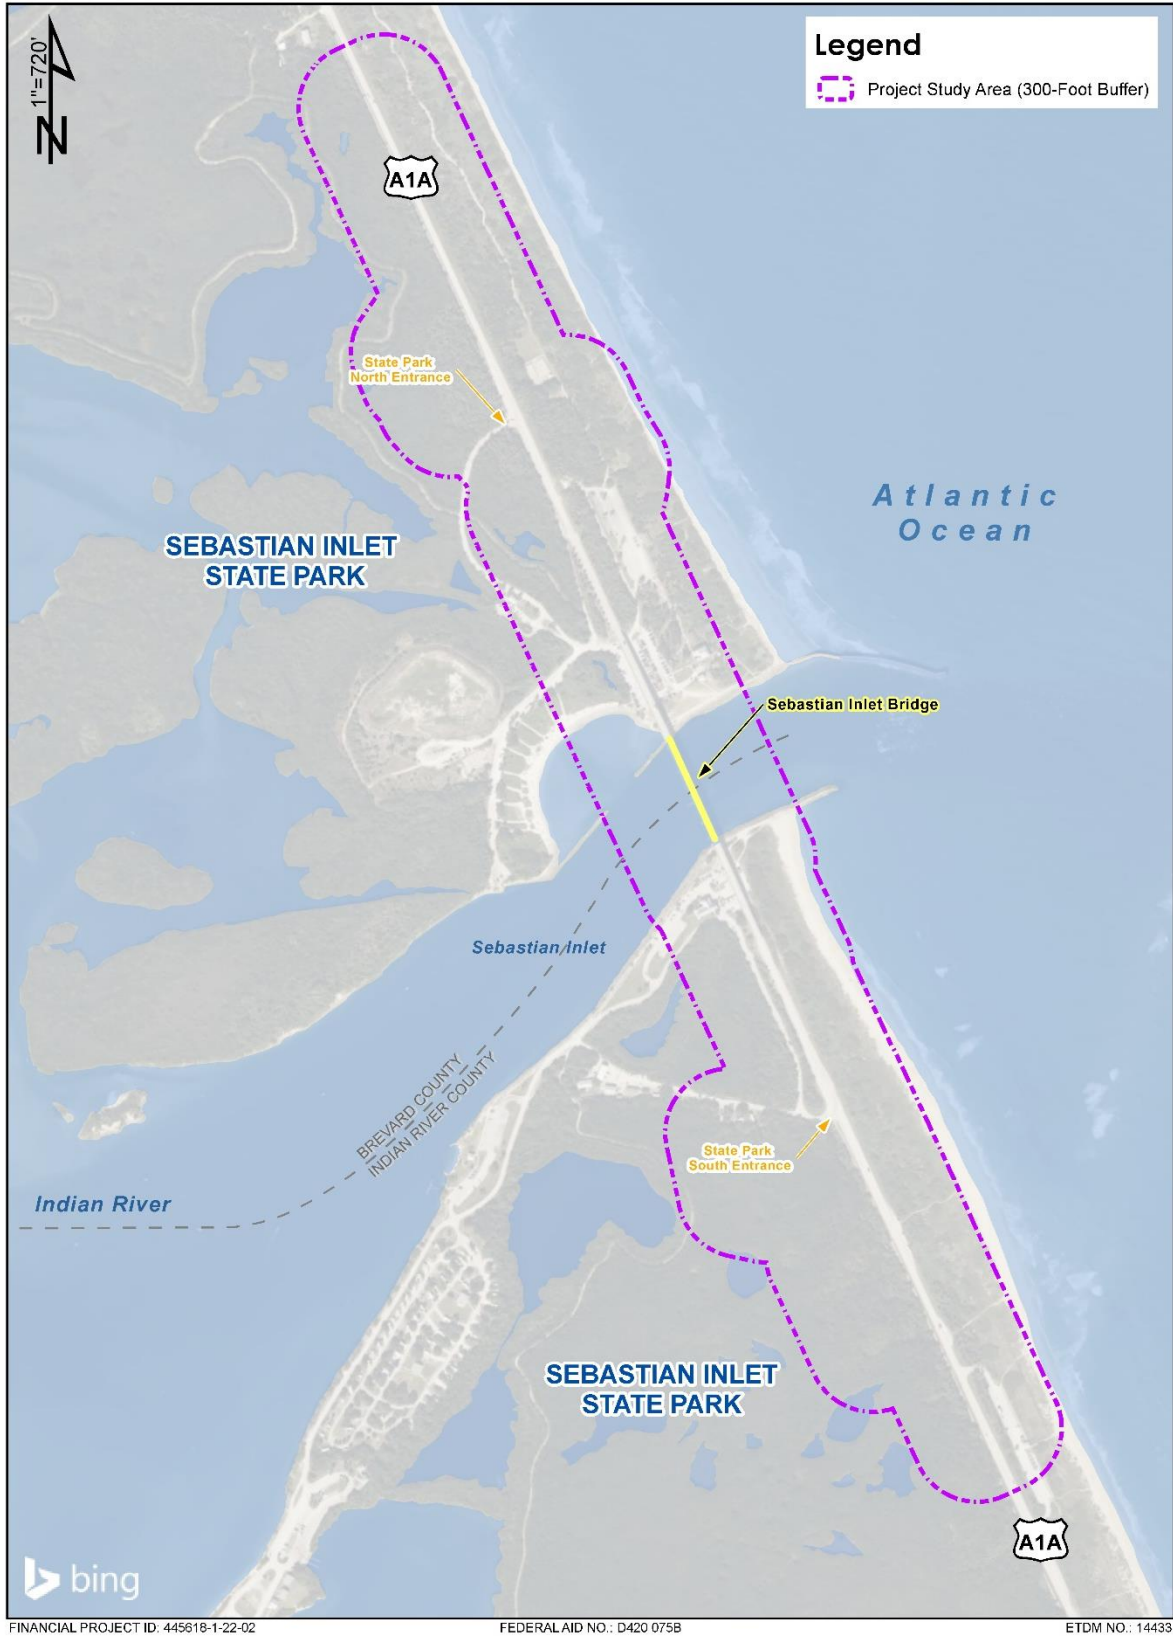 1"=720'
N
Legend
Project Study Area (300-Foot Buffer)
A1A
State Park
North Entrance
Atlantic
Ocean
SEBASTIAN INLET
STATE PARK
Sebastian Inlet Bridge
Sebastian Inlet
BREVARD COUNTY
INDIAN RIVER COUNTY
State Park
South Entrance
Indian River
SEBASTIAN INLET
STATE PARK
A1A
bing
FINANCIAL PROJECT ID: 445618-1-22-02
FEDERAL AID NO.: D420 075B
ETDM NO.: 14433